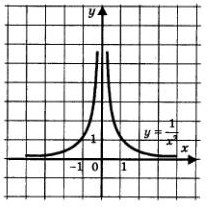 y
y = 1/x²
1
x
−1 0 1